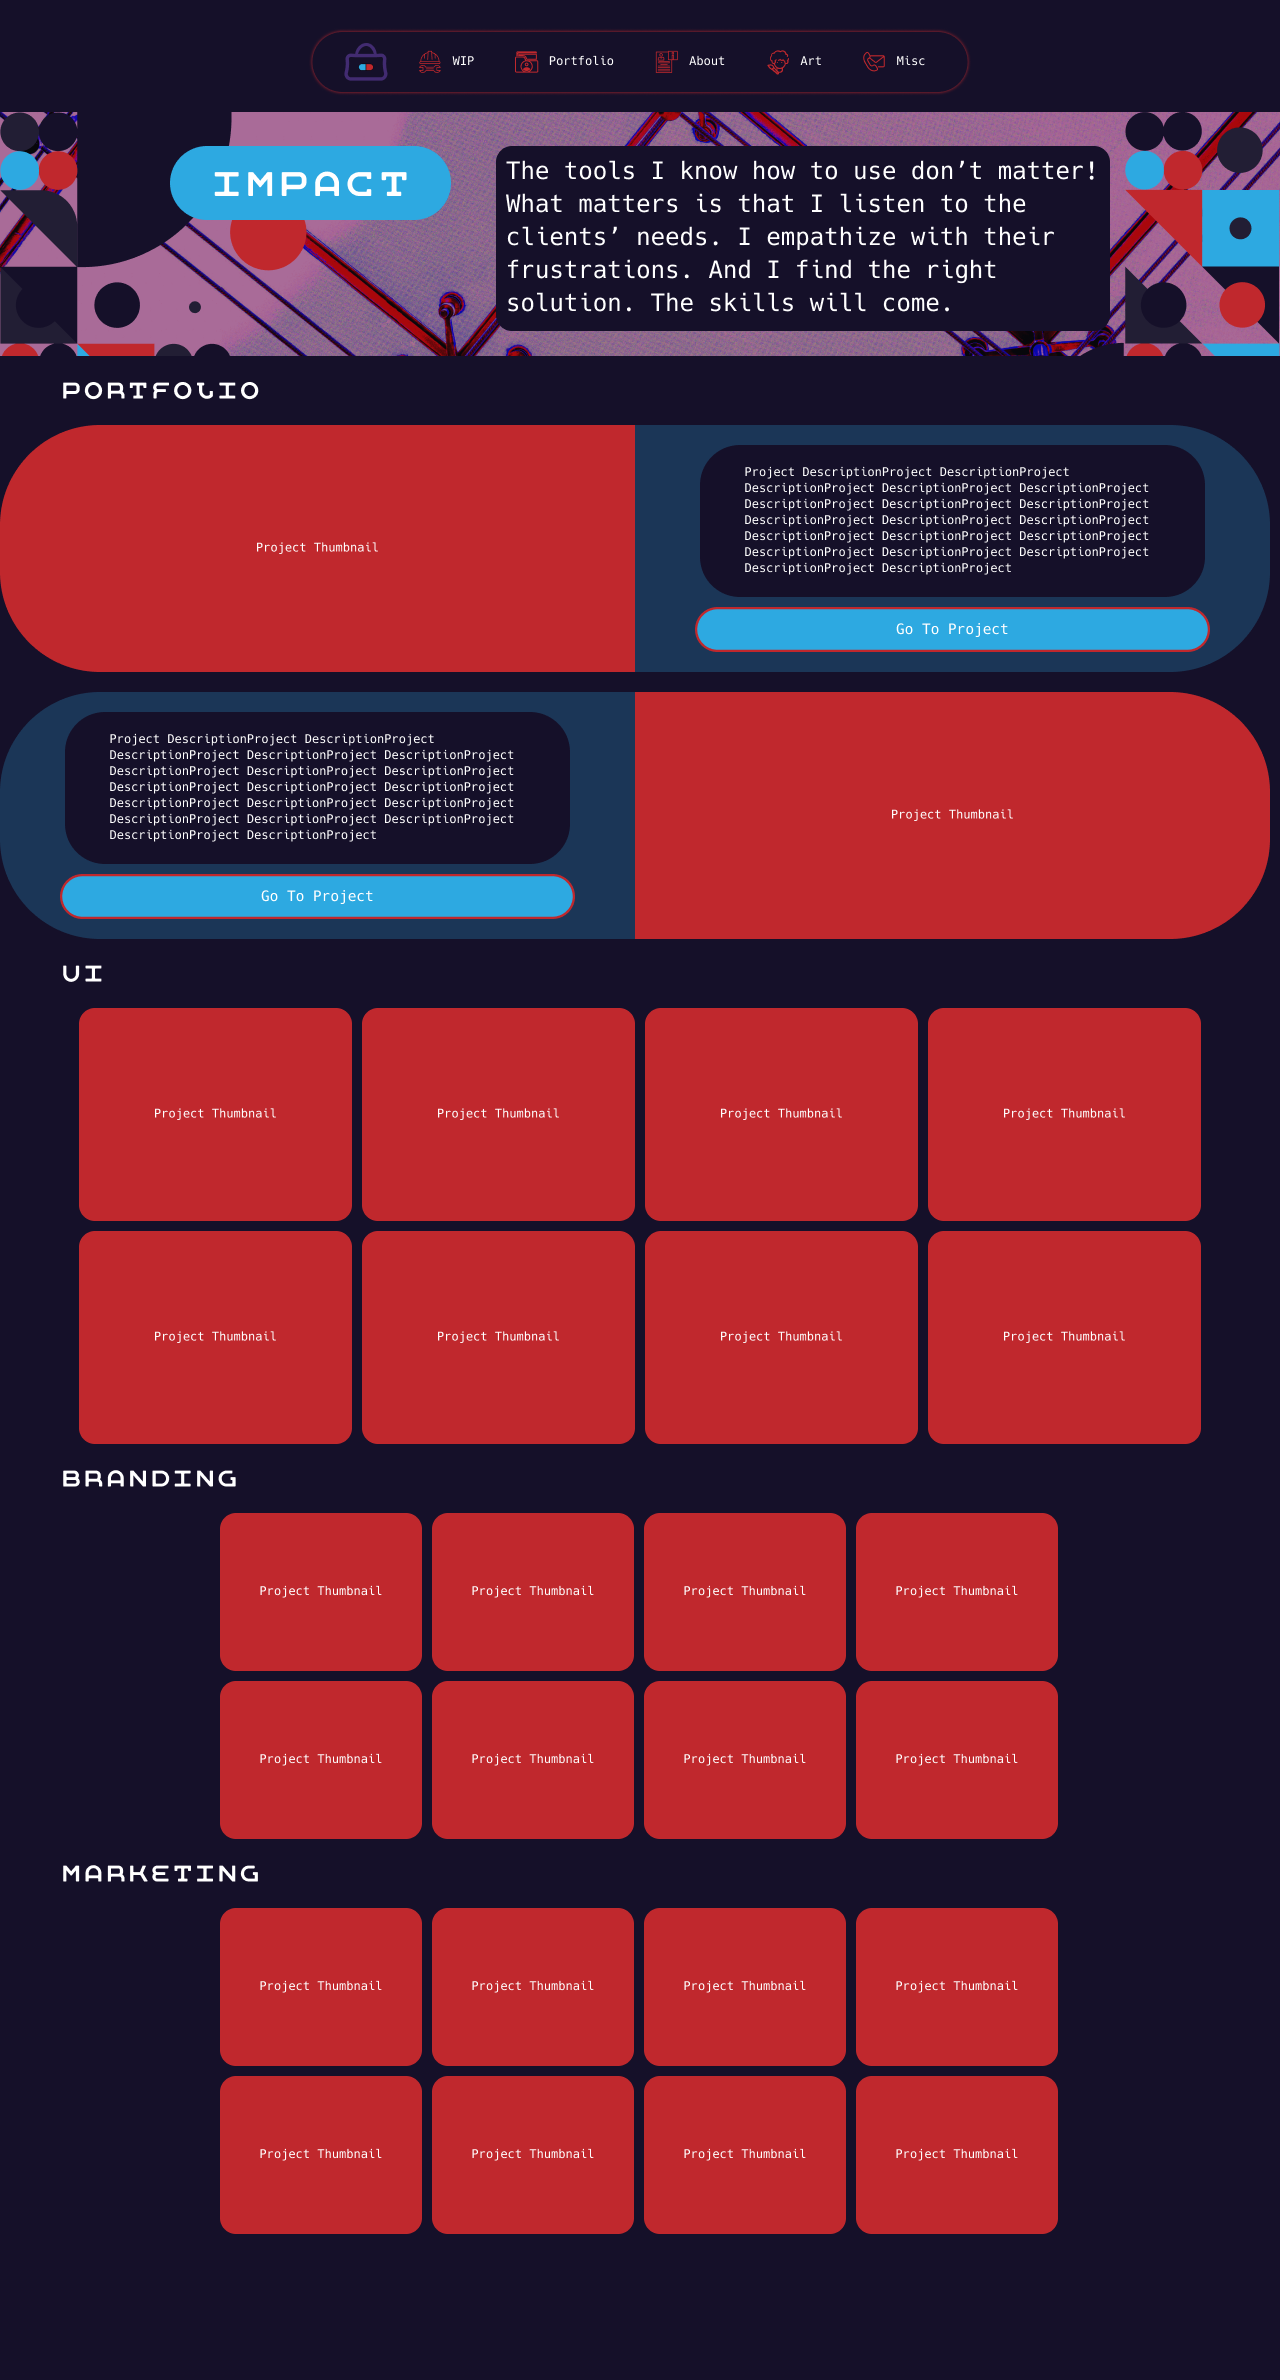 WIP
Portfolio
About
Art
Misc
IMPACT
The tools I know how to use don’t matter!
What matters is that I listen to the
clients’ needs. I empathize with their
frustrations. And I find the right
solution. The skills will come.
PORTFOLIO
Project Thumbnail
Project DescriptionProject DescriptionProject
DescriptionProject DescriptionProject DescriptionProject
DescriptionProject DescriptionProject DescriptionProject
DescriptionProject DescriptionProject DescriptionProject
DescriptionProject DescriptionProject DescriptionProject
DescriptionProject DescriptionProject DescriptionProject
DescriptionProject DescriptionProject
Go To Project
Project DescriptionProject DescriptionProject
DescriptionProject DescriptionProject DescriptionProject
DescriptionProject DescriptionProject DescriptionProject
DescriptionProject DescriptionProject DescriptionProject
DescriptionProject DescriptionProject DescriptionProject
DescriptionProject DescriptionProject DescriptionProject
DescriptionProject DescriptionProject
Go To Project
Project Thumbnail
UI
Project Thumbnail
Project Thumbnail
Project Thumbnail
Project Thumbnail
Project Thumbnail
Project Thumbnail
Project Thumbnail
Project Thumbnail
BRANDING
Project Thumbnail
Project Thumbnail
Project Thumbnail
Project Thumbnail
Project Thumbnail
Project Thumbnail
Project Thumbnail
Project Thumbnail
MARKETING
Project Thumbnail
Project Thumbnail
Project Thumbnail
Project Thumbnail
Project Thumbnail
Project Thumbnail
Project Thumbnail
Project Thumbnail